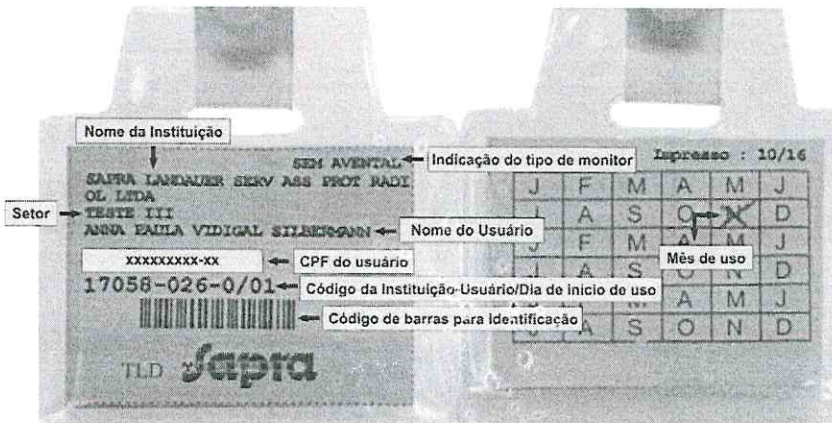 Nome da Instituição
SEM AVENTAL
Indicação do tipo de monitor
SAPRA LANDAUER SERV ASS PROT RADI
OL LTDA
Setor
TESTE III
ANNA PAULA VIDIGAL SILBERMANN
Nome do Usuário
xxxxxxxxx-xx
CPF do usuário
17058-026-0/01
Código da Instituição-Usuário/Dia de início de uso
Código de barras para identificação
TLD Sapra
Impresso : 10/16
J F M A M J
A S O N D
J F M A M J
Mês de uso
J A S O N D
M A M J
J A S O N D